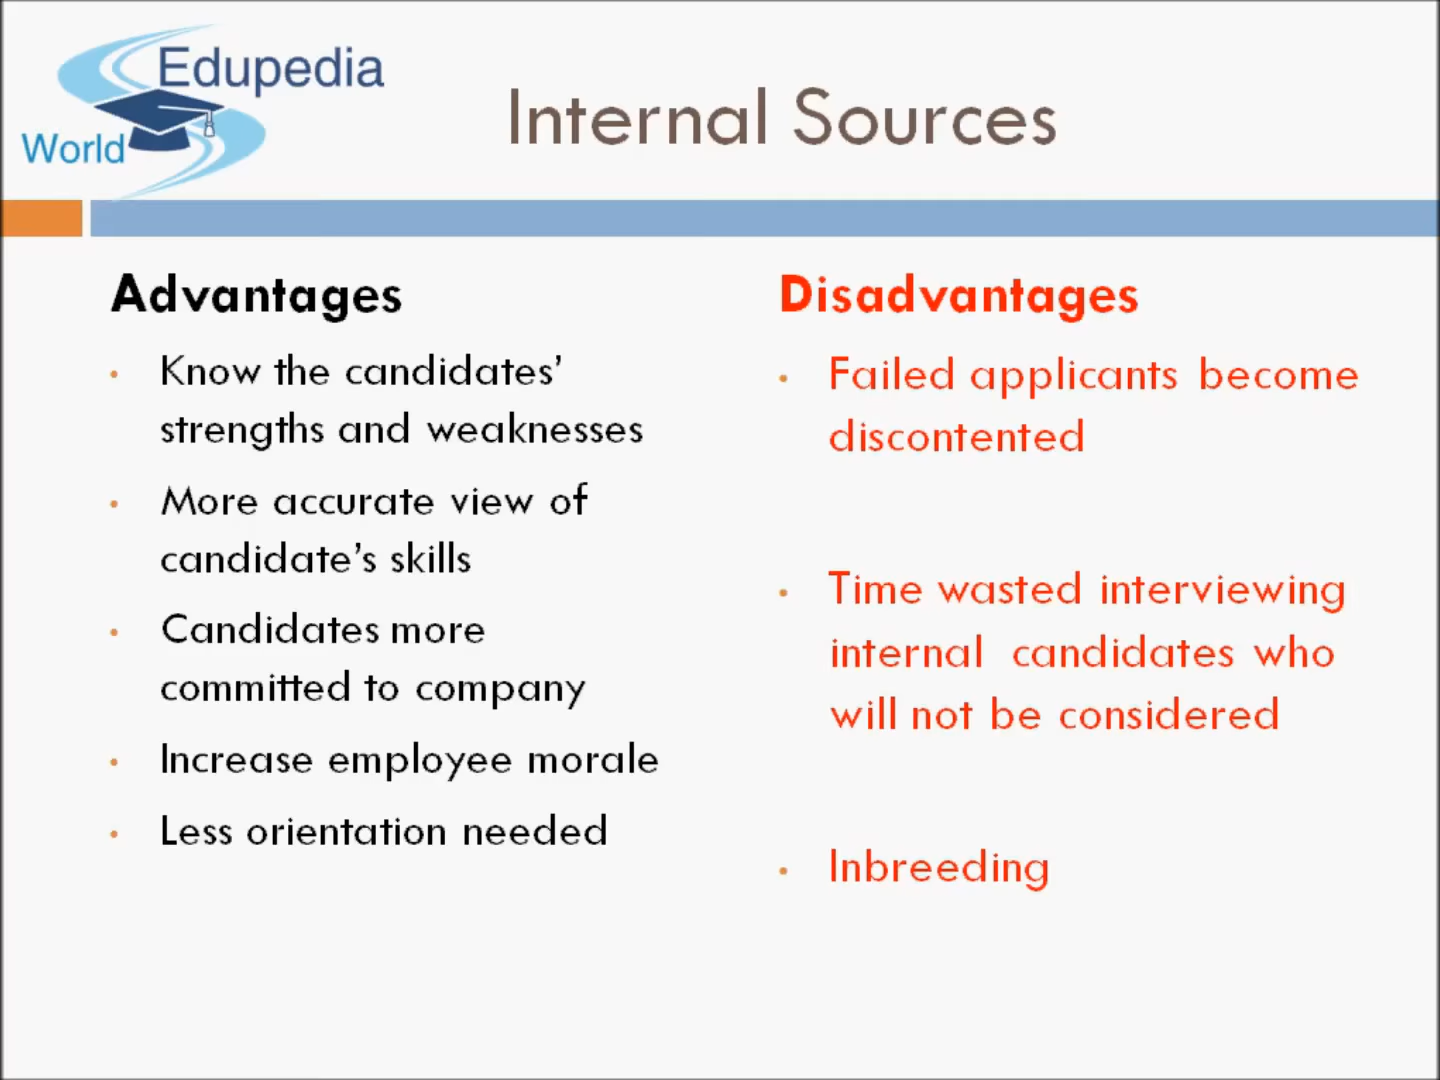 Edupedia
World
Internal Sources
Advantages
• Know the candidates’
strengths and weaknesses
• More accurate view of
candidate’s skills
• Candidates more
committed to company
• Increase employee morale
• Less orientation needed
Disadvantages
• Failed applicants become
discontented
• Time wasted interviewing
internal candidates who
will not be considered
• Inbreeding